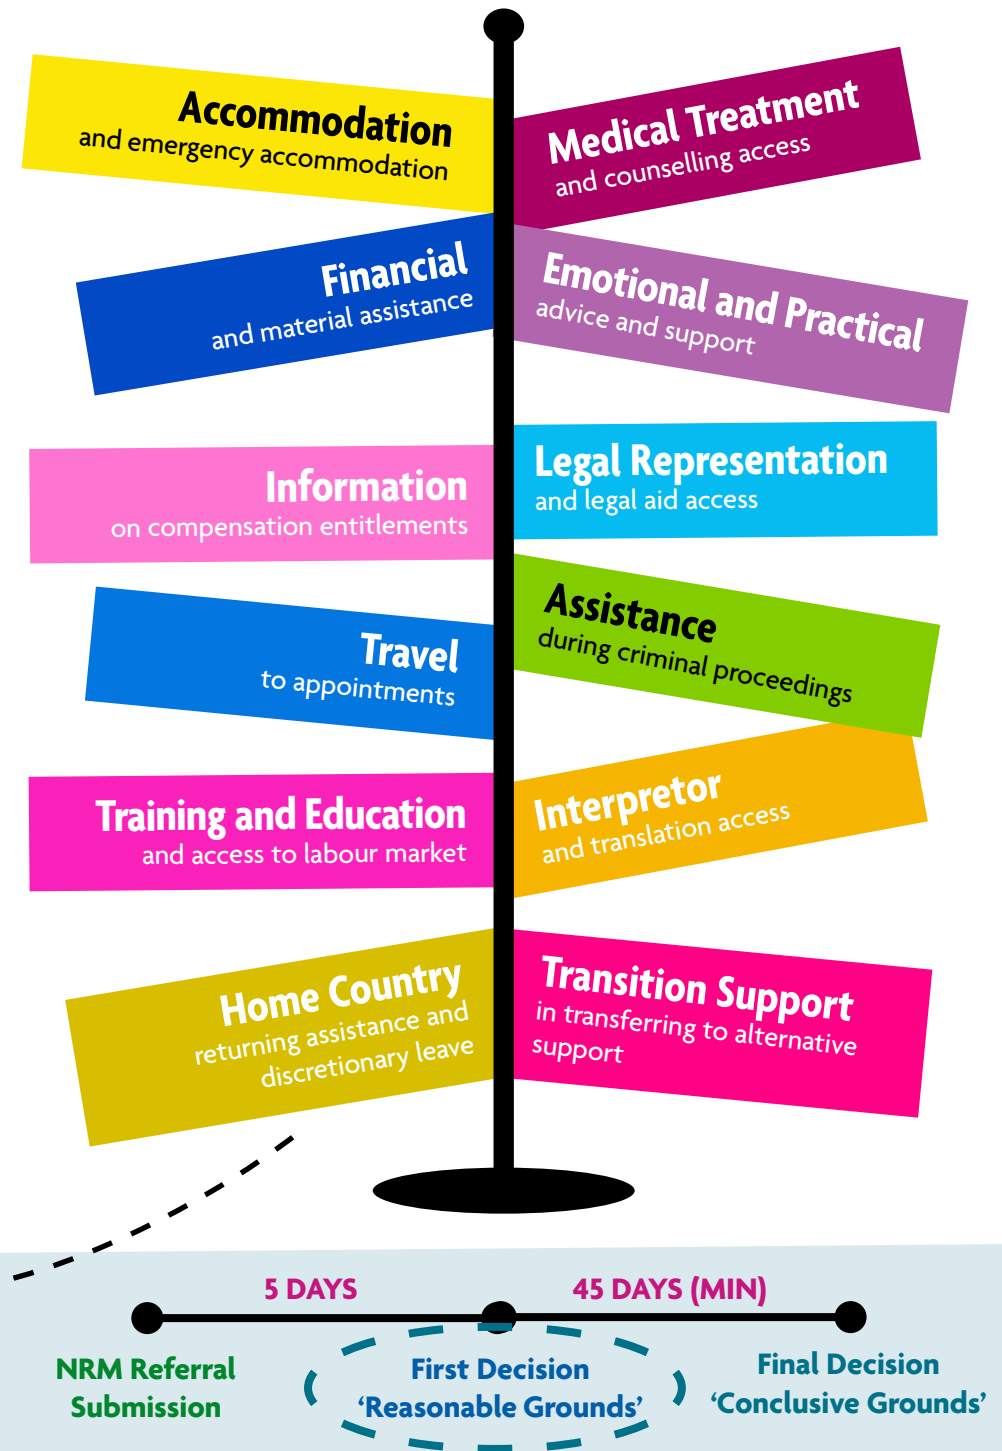 Accommodation
and emergency accommodation
Medical Treatment
and counselling access
Financial
and material assistance
Emotional and Practical
advice and support
Information
on compensation entitlements
Legal Representation
and legal aid access
Travel
to appointments
Assistance
during criminal proceedings
Training and Education
and access to labour market
Interpretor
and translation access
Home Country
returning assistance and
discretionary leave
Transition Support
in transferring to alternative
support
5 DAYS
45 DAYS (MIN)
NRM Referral
Submission
First Decision
‘Reasonable Grounds’
Final Decision
‘Conclusive Grounds’